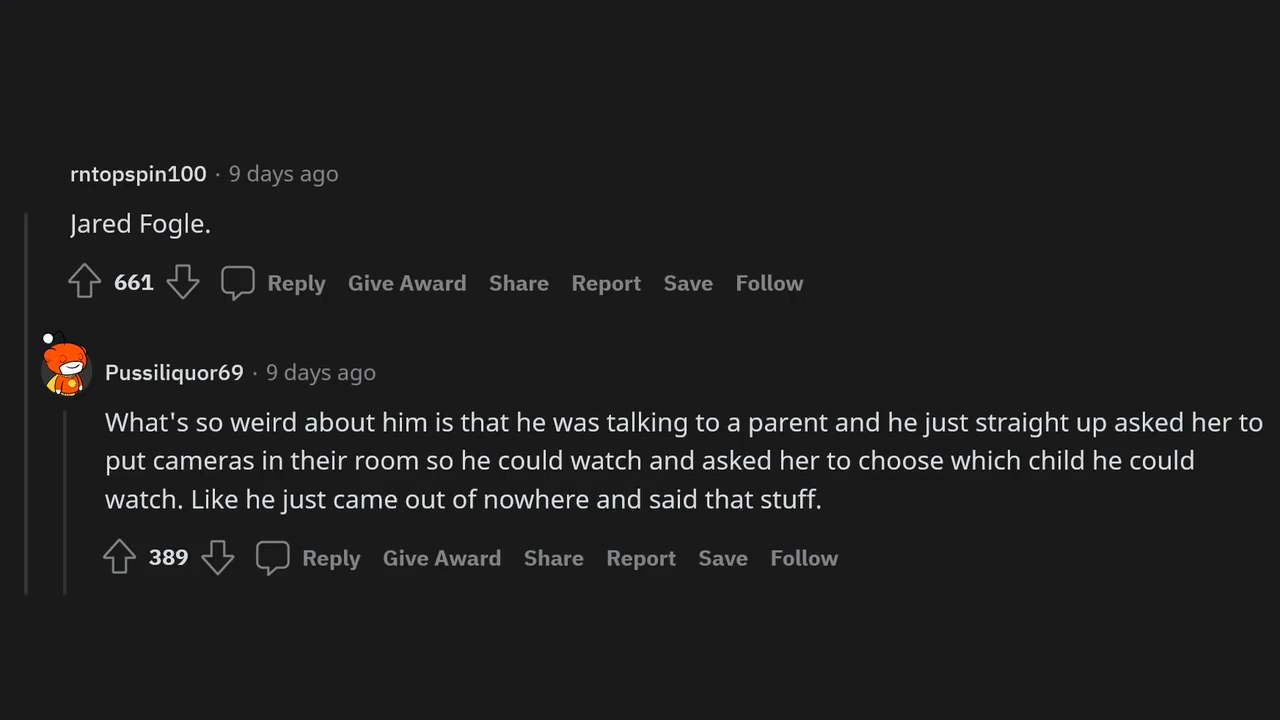 rntopspin100 · 9 days ago
Jared Fogle.
661 Reply Give Award Share Report Save Follow
Pussiliquor69 · 9 days ago
What's so weird about him is that he was talking to a parent and he just straight up asked her to
put cameras in their room so he could watch and asked her to choose which child he could
watch. Like he just came out of nowhere and said that stuff.
389 Reply Give Award Share Report Save Follow